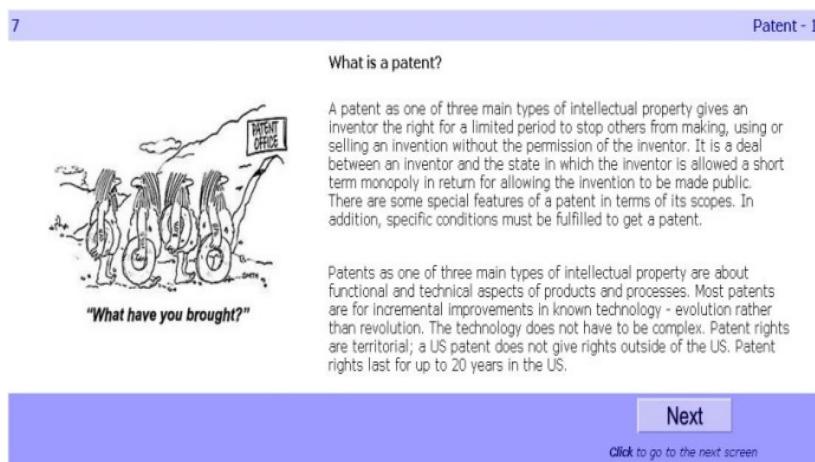 7
Patent - 1
What is a patent?
A patent as one of three main types of intellectual property gives an
inventor the right for a limited period to stop others from making, using or
selling an invention without the permission of the inventor. It is a deal
between an inventor and the state in which the inventor is allowed a short
term monopoly in return for allowing the invention to be made public.
There are some special features of a patent in terms of its scopes. In
addition, specific conditions must be fulfilled to get a patent.
PATENT
OFFICE
"What have you brought?"
Patents as one of three main types of intellectual property are about
functional and technical aspects of products and processes. Most patents
are for incremental improvements in known technology - evolution rather
than revolution. The technology does not have to be complex. Patent rights
are territorial; a US patent does not give rights outside of the US. Patent
rights last for up to 20 years in the US.
Next
Click to go to the next screen